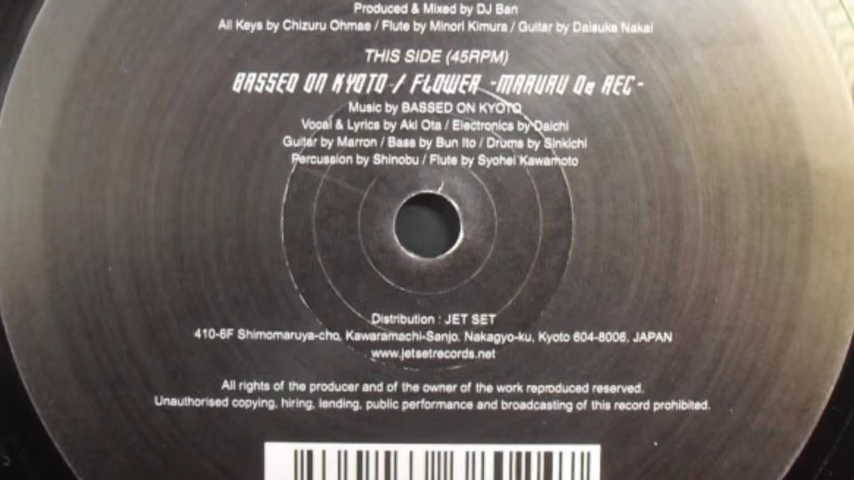 Produced & Mixed by DJ Ban
All Keys by Chizuru Ohmae / Flute by Minori Kimura / Guitar by Daisuke Nakai
THIS SIDE (45RPM)
BASSED ON KYOTO / FLOWER -MARUKU Da REC-
Music by BASSED ON KYOTO
Vocal & Lyrics by Aki Ota / Electronics by Daichi
Guitar by Marron / Bass by Bun Ito / Drums by Sinkichi
Percussion by Shinobu / Flute by Syohei Kawamoto
Distribution : JET SET
410-6F Shimomaruya-cho, Kawaramachi-Sanjo, Nakagyo-ku, Kyoto 604-8006, JAPAN
www.jetsetrecords.net
All rights of the producer and of the owner of the work reproduced reserved.
Unauthorised copying, hiring, lending, public performance and broadcasting of this record prohibited.